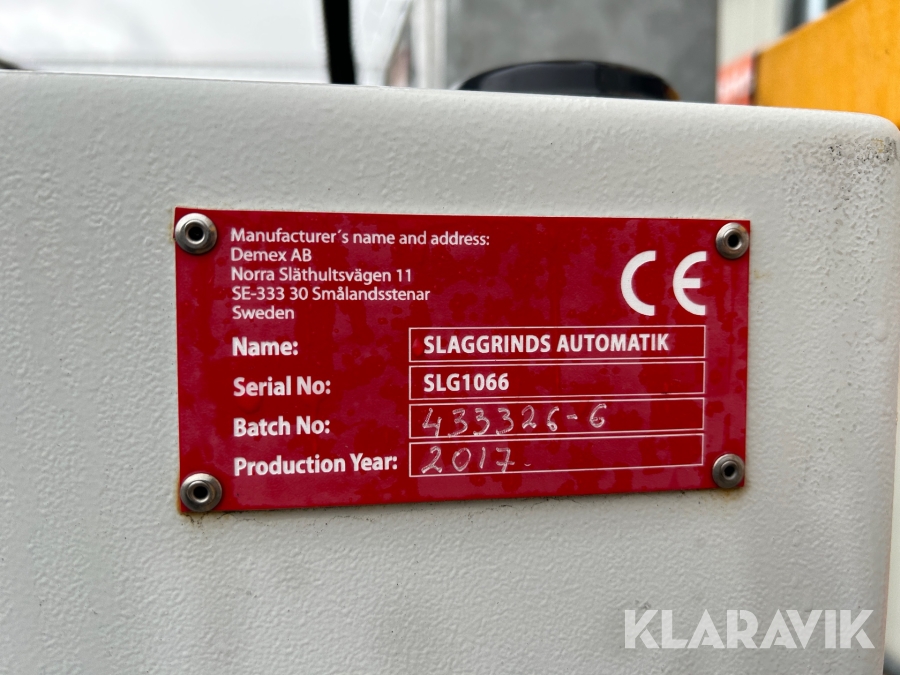 Manufacturer´s name and address:
Demex AB
Norra Släthultsvägen 11
SE-333 30 Smålandsstenar
Sweden
CE
Name: SLAGGRINDS AUTOMATIK
Serial No: SLG1066
Batch No: 433326-6
Production Year: 2017.
KLARAVIK